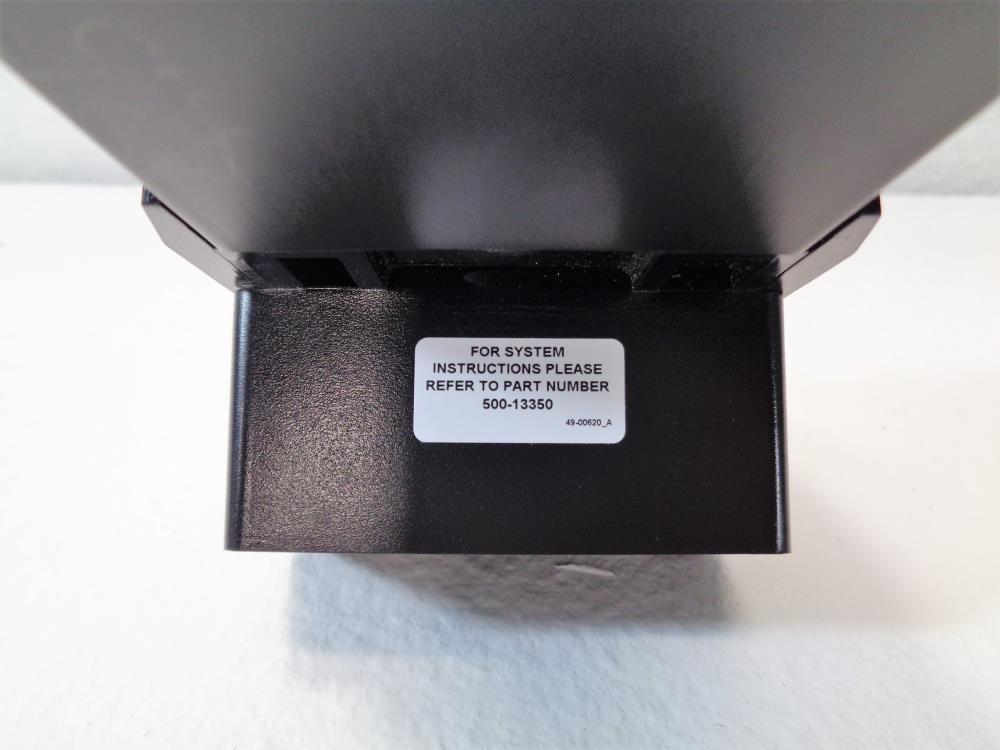 FOR SYSTEM
INSTRUCTIONS PLEASE
REFER TO PART NUMBER
500-13350
49-00620_A